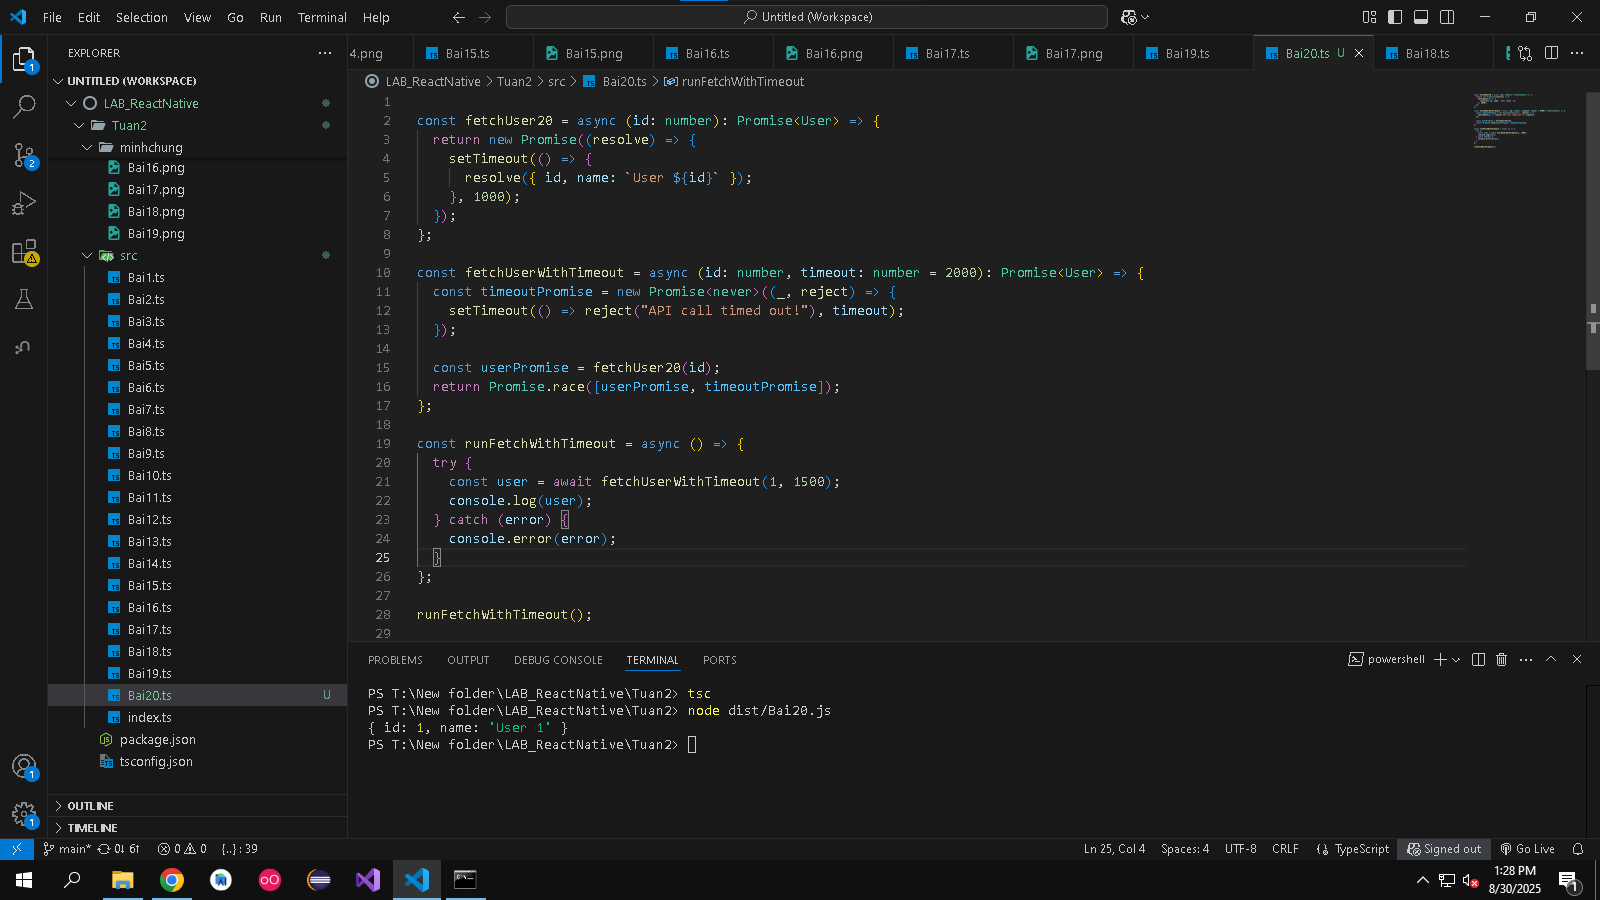 File Edit Selection View Go Run Terminal Help
Untitled (Workspace)
EXPLORER
UNTITLED (WORKSPACE)
LAB_ReactNative
Tuan2
minhchung
Bai16.png
Bai17.png
Bai18.png
Bai19.png
src
Bai1.ts
Bai2.ts
Bai3.ts
Bai4.ts
Bai5.ts
Bai6.ts
Bai7.ts
Bai8.ts
Bai9.ts
Bai10.ts
Bai11.ts
Bai12.ts
Bai13.ts
Bai14.ts
Bai15.ts
Bai16.ts
Bai17.ts
Bai18.ts
Bai19.ts
Bai20.ts U
index.ts
package.json
tsconfig.json
OUTLINE
TIMELINE
4.png Bai15.ts Bai15.png Bai16.ts Bai16.png Bai17.ts Bai17.png Bai19.ts Bai20.ts U Bai18.ts
LAB_ReactNative > Tuan2 > src > Bai20.ts > runFetchWithTimeout
1
2 const fetchUser20 = async (id: number): Promise<User> => {
3 return new Promise((resolve) => {
4 setTimeout(() => {
5 resolve({ id, name: `User ${id}` });
6 }, 1000);
7 });
8 };
9
10 const fetchUserWithTimeout = async (id: number, timeout: number = 2000): Promise<User> => {
11 const timeoutPromise = new Promise<never>((_, reject) => {
12 setTimeout(() => reject("API call timed out!"), timeout);
13 });
14
15 const userPromise = fetchUser20(id);
16 return Promise.race([userPromise, timeoutPromise]);
17 };
18
19 const runFetchWithTimeout = async () => {
20 try {
21 const user = await fetchUserWithTimeout(1, 1500);
22 console.log(user);
23 } catch (error) {
24 console.error(error);
25 }
26 };
27
28 runFetchWithTimeout();
29
PROBLEMS OUTPUT DEBUG CONSOLE TERMINAL PORTS
powershell
PS T:\New folder\LAB_ReactNative\Tuan2> tsc
PS T:\New folder\LAB_ReactNative\Tuan2> node dist/Bai20.js
{ id: 1, name: 'User 1' }
PS T:\New folder\LAB_ReactNative\Tuan2>
main* 0↓ 6↑ 0 0 {..} : 39
Ln 25, Col 4 Spaces: 4 UTF-8 CRLF TypeScript Signed out Go Live
1:28 PM
8/30/2025